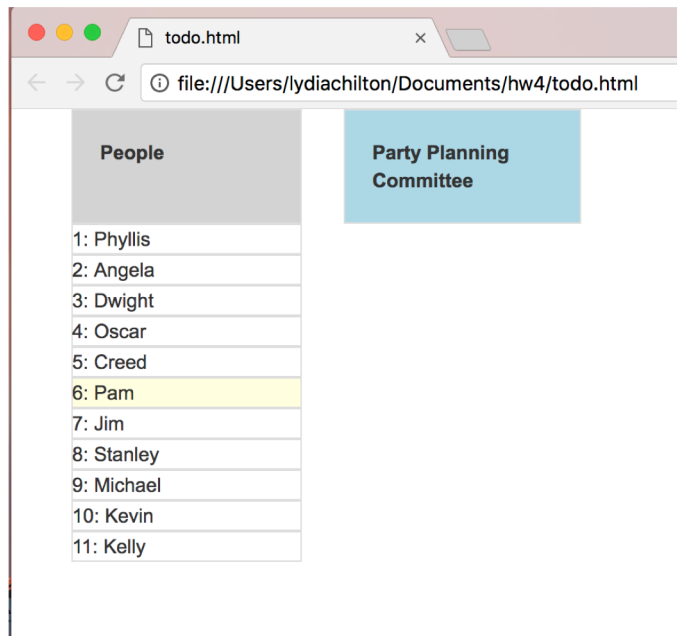 todo.html
file:///Users/lydiachilton/Documents/hw4/todo.html
People
Party Planning
Committee
1: Phyllis
2: Angela
3: Dwight
4: Oscar
5: Creed
6: Pam
7: Jim
8: Stanley
9: Michael
10: Kevin
11: Kelly